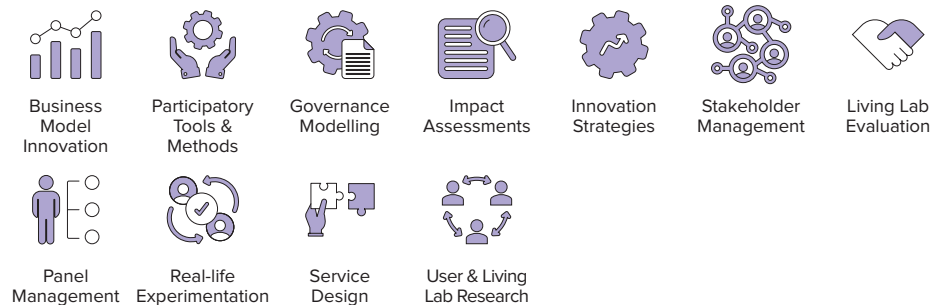 Business
Model
Innovation
Participatory
Tools &
Methods
Governance
Modelling
Impact
Assessments
Innovation
Strategies
Stakeholder
Management
Living Lab
Evaluation
Panel
Management
Real-life
Experimentation
Service
Design
User & Living
Lab Research